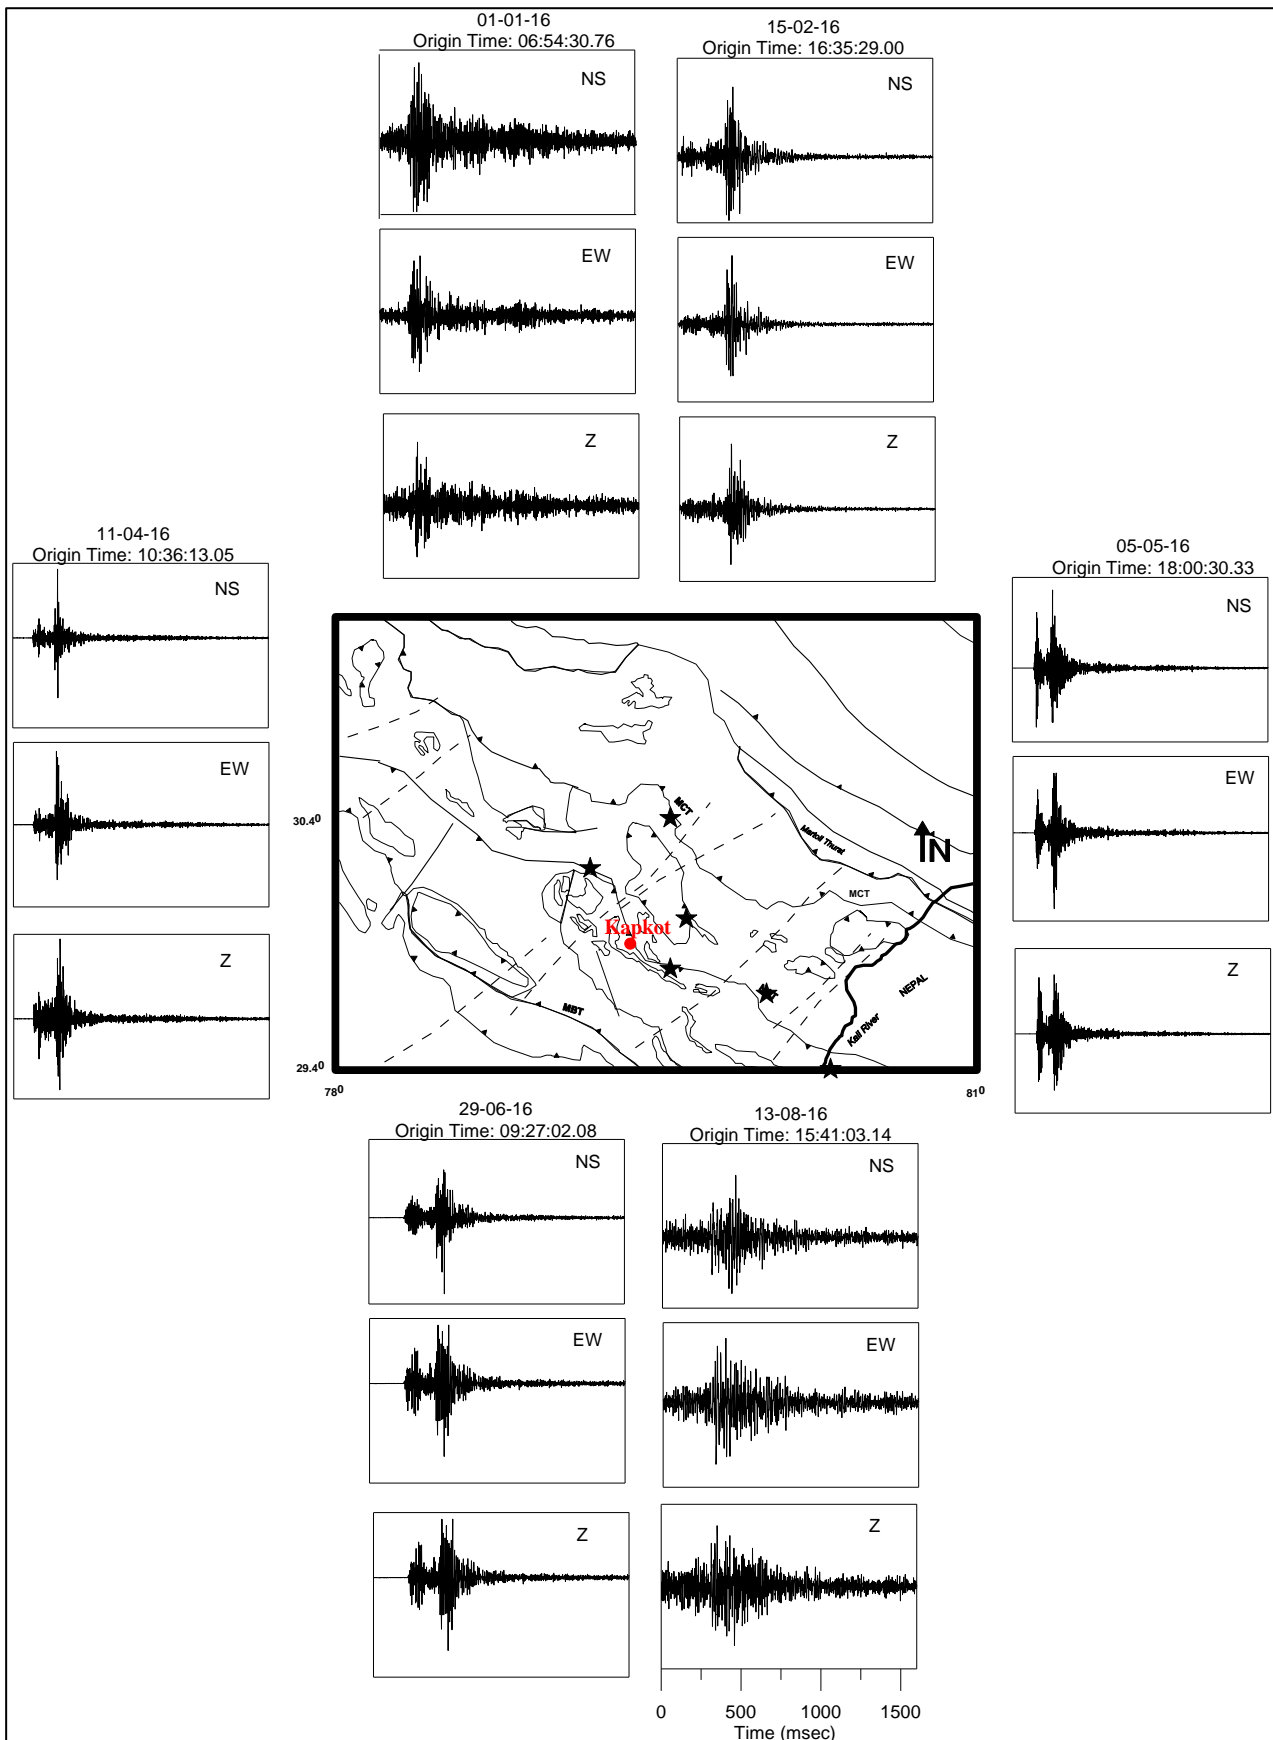 01-01-16
Origin Time: 06:54:30.76
NS
EW
Z
15-02-16
Origin Time: 16:35:29.00
NS
EW
Z
11-04-16
Origin Time: 10:36:13.05
NS
EW
Z
05-05-16
Origin Time: 18:00:30.33
NS
EW
Z
MCT
Martoli Thurst
N
30.4⁰
MCT
Kapkot
NEPAL
MBT
Kali River
29.4⁰
78⁰
81⁰
29-06-16
Origin Time: 09:27:02.08
NS
EW
Z
13-08-16
Origin Time: 15:41:03.14
NS
EW
Z
0 500 1000 1500
Time (msec)